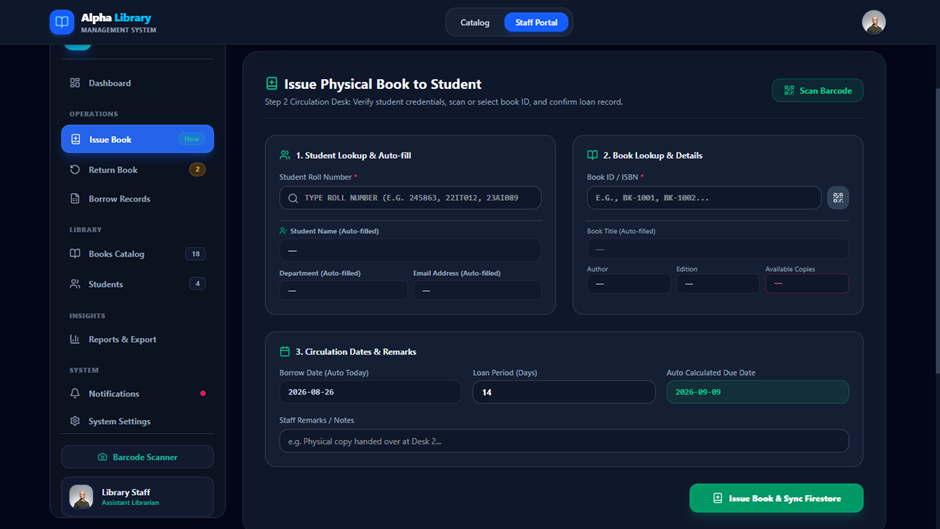 Alpha Library
MANAGEMENT SYSTEM
Catalog
Staff Portal
Dashboard
OPERATIONS
Issue Book
New
Return Book
2
Borrow Records
LIBRARY
Books Catalog
18
Students
4
INSIGHTS
Reports & Export
SYSTEM
Notifications
System Settings
Barcode Scanner
Library Staff
Assistant Librarian
Issue Physical Book to Student
Step 2 Circulation Desk: Verify student credentials, scan or select book ID, and confirm loan record.
Scan Barcode
1. Student Lookup & Auto-fill
Student Roll Number *
TYPE ROLL NUMBER (E.G. 245863, 22IT012, 23AI089
Student Name (Auto-filled)
—
Department (Auto-filled)
Email Address (Auto-filled)
—
—
2. Book Lookup & Details
Book ID / ISBN *
E.G., BK-1001, BK-1002...
Book Title (Auto-filled)
—
Author
Edition
Available Copies
—
—
—
3. Circulation Dates & Remarks
Borrow Date (Auto Today)
Loan Period (Days)
Auto Calculated Due Date
2026-08-26
14
2026-09-09
Staff Remarks / Notes
e.g. Physical copy handed over at Desk 2...
Issue Book & Sync Firestore